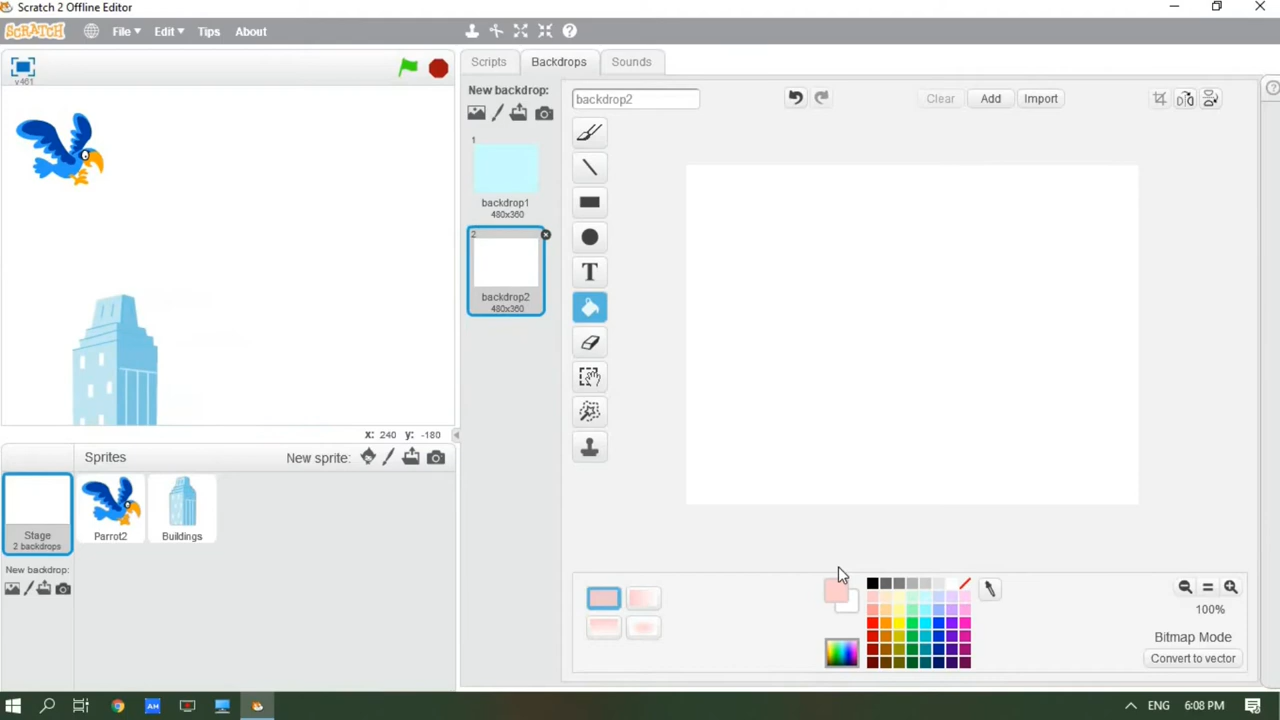 Scratch 2 Offline Editor
SCRATCH File Edit Tips About
v461
Scripts Backdrops Sounds
New backdrop:
backdrop2
Clear Add Import
1
backdrop1
480x360
2
backdrop2
480x360
T
x: 240 y: -180
Sprites New sprite:
Stage
2 backdrops
Parrot2
Buildings
New backdrop:
100%
Bitmap Mode
Convert to vector
AM
ENG 6:08 PM